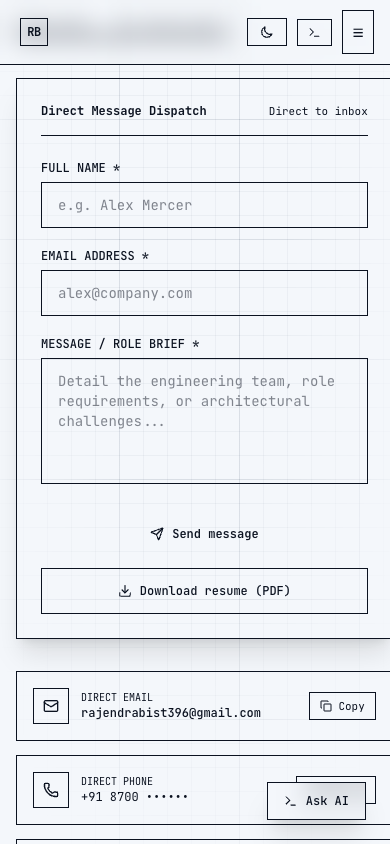 RB
Direct Message Dispatch
Direct to inbox
FULL NAME *
e.g. Alex Mercer
EMAIL ADDRESS *
alex@company.com
MESSAGE / ROLE BRIEF *
Detail the engineering team, role
requirements, or architectural
challenges...
Send message
Download resume (PDF)
DIRECT EMAIL
rajendrabist396@gmail.com
Copy
DIRECT PHONE
+91 8700 ••••••
Ask AI